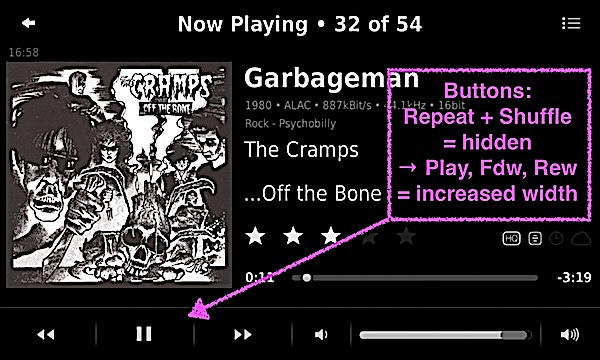 Now Playing • 32 of 54
16:58
THE CRAMPS
...OFF THE BONE
Garbageman
1980 • ALAC • 887kBit/s • 44.1kHz • 16bit
Rock - Psychobilly
The Cramps
...Off the Bone
HQ
0:11
-3:19
Buttons:
Repeat + Shuffle
= hidden
→ Play, Fdw, Rew
= increased width